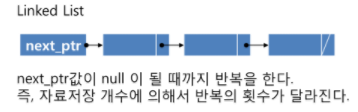 Linked List
next_ptr
next_ptr값이 null 이 될 때까지 반복을 한다.
즉, 자료저장 개수에 의해서 반복의 횟수가 달라진다.